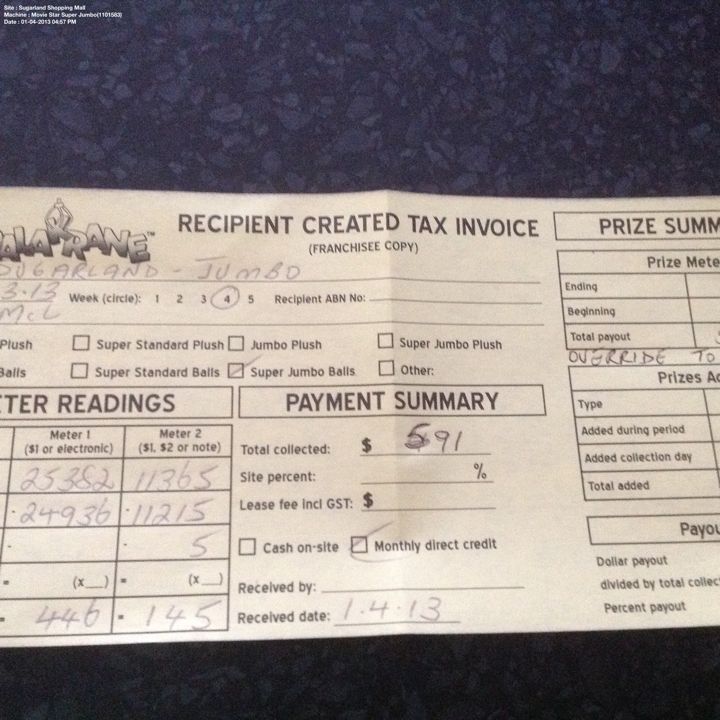 Site : Sugarland Shopping Mall
Machine : Movie Star Super Jumbo(1101583)
Date : 01-04-2013 04:57 PM
RECIPIENT CREATED TAX INVOICE
(FRANCHISEE COPY)
SUGARLAND - JUMBO
3.13 Week (circle): 1 2 3 4 5 Recipient ABN No:
Plush Super Standard Plush Jumbo Plush Super Jumbo Plush
Balls Super Standard Balls Super Jumbo Balls Other:
TER READINGS
Meter 1 Meter 2
($1 or electronic) ($1, $2 or note)
25382 11365
-24936 -11215
- - 5
= (x__) = (x__)
= 446 = 145
PAYMENT SUMMARY
Total collected: $ 591
Site percent: %
Lease fee incl GST: $
Cash on-site Monthly direct credit
Received by:
Received date: 1.4.13
PRIZE SUMM
Prize Mete
Ending
Beginning
Total payout
OVERRIDE TO
Prizes Ad
Type
Added during period
Added collection day
Total added
Payou
Dollar payout
divided by total collec
Percent payout